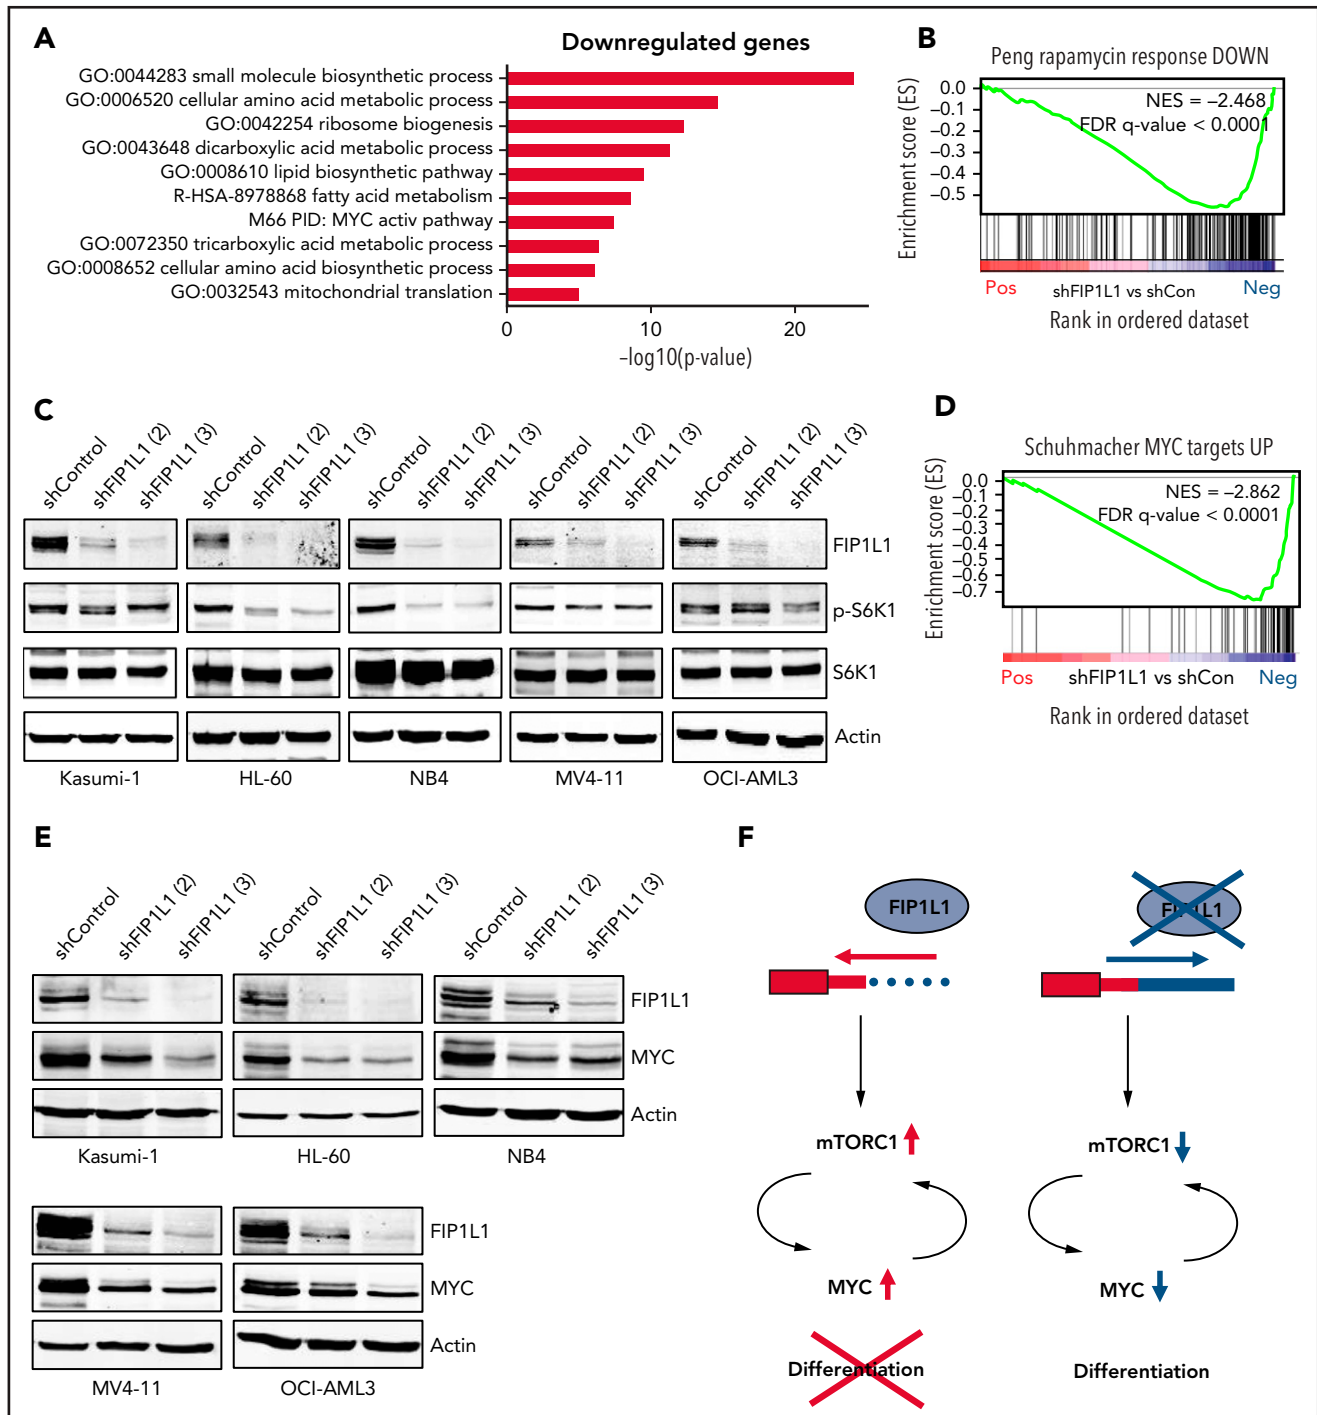 A
Downregulated genes
GO:0044283 small molecule biosynthetic process
GO:0006520 cellular amino acid metabolic process
GO:0042254 ribosome biogenesis
GO:0043648 dicarboxylic acid metabolic process
GO:0008610 lipid biosynthetic pathway
R-HSA-8978868 fatty acid metabolism
M66 PID: MYC activ pathway
GO:0072350 tricarboxylic acid metabolic process
GO:0008652 cellular amino acid biosynthetic process
GO:0032543 mitochondrial translation
0 10 20
–log10(p-value)
B
Peng rapamycin response DOWN
Enrichment score (ES)
0.0
–0.1
–0.2
–0.3
–0.4
–0.5
NES = –2.468
FDR q-value < 0.0001
Pos shFIP1L1 vs shCon Neg
Rank in ordered dataset
C
shControl shFIP1L1 (2) shFIP1L1 (3) shControl shFIP1L1 (2) shFIP1L1 (3) shControl shFIP1L1 (2) shFIP1L1 (3) shControl shFIP1L1 (2) shFIP1L1 (3) shControl shFIP1L1 (2) shFIP1L1 (3)
FIP1L1
p-S6K1
S6K1
Actin
Kasumi-1 HL-60 NB4 MV4-11 OCI-AML3
D
Schuhmacher MYC targets UP
Enrichment score (ES)
0.0
–0.1
–0.2
–0.3
–0.4
–0.5
–0.6
–0.7
NES = –2.862
FDR q-value < 0.0001
Pos shFIP1L1 vs shCon Neg
Rank in ordered dataset
E
shControl shFIP1L1 (2) shFIP1L1 (3) shControl shFIP1L1 (2) shFIP1L1 (3) shControl shFIP1L1 (2) shFIP1L1 (3)
FIP1L1
MYC
Actin
Kasumi-1 HL-60 NB4
FIP1L1
MYC
Actin
MV4-11 OCI-AML3
F
FIP1L1 FIP1L1
mTORC1 mTORC1
MYC MYC
Differentiation Differentiation